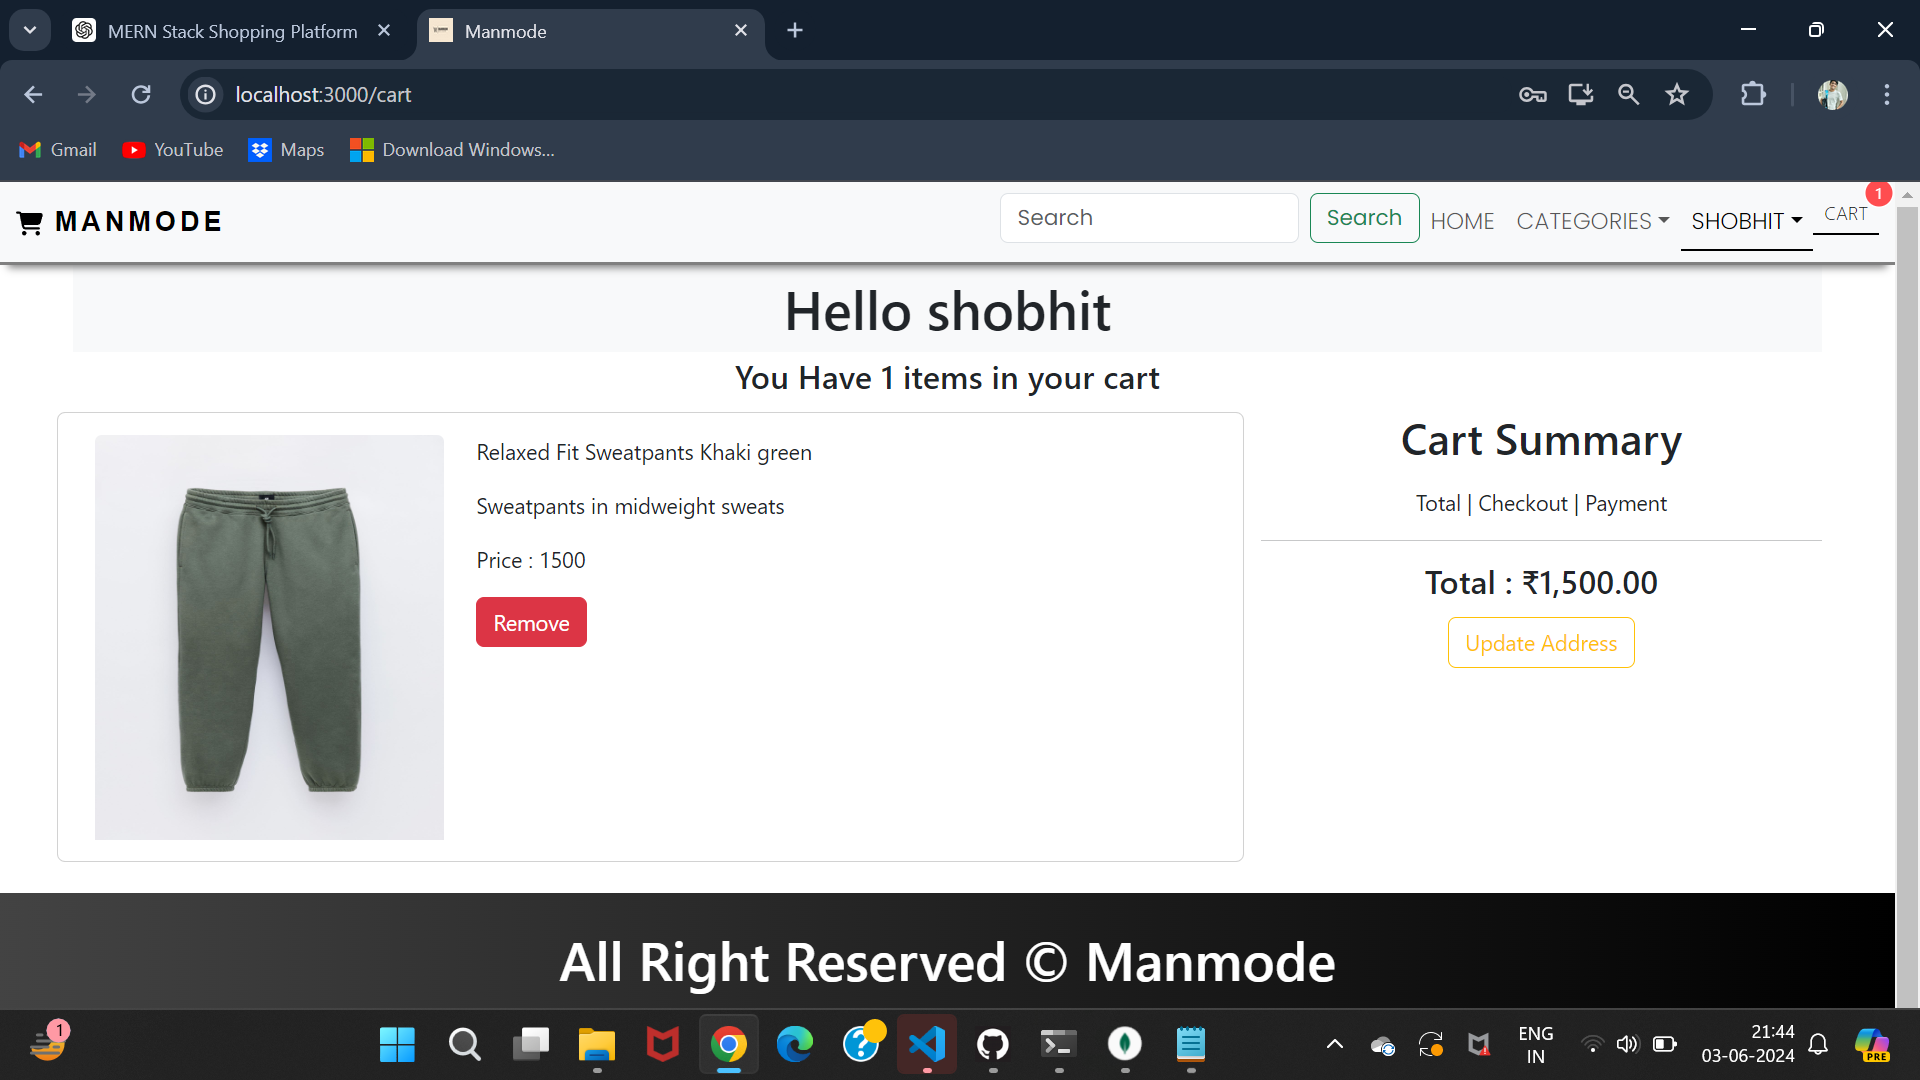 MERN Stack Shopping Platform
Manmode
localhost:3000/cart
Gmail
YouTube
Maps
Download Windows...
MANMODE
Search
Search
HOME
CATEGORIES
SHOBHIT
CART
1
Hello shobhit
You Have 1 items in your cart
Relaxed Fit Sweatpants Khaki green
Sweatpants in midweight sweats
Price : 1500
Remove
Cart Summary
Total | Checkout | Payment
Total : ₹1,500.00
Update Address
All Right Reserved © Manmode
1
ENG
IN
21:44
03-06-2024
PRE